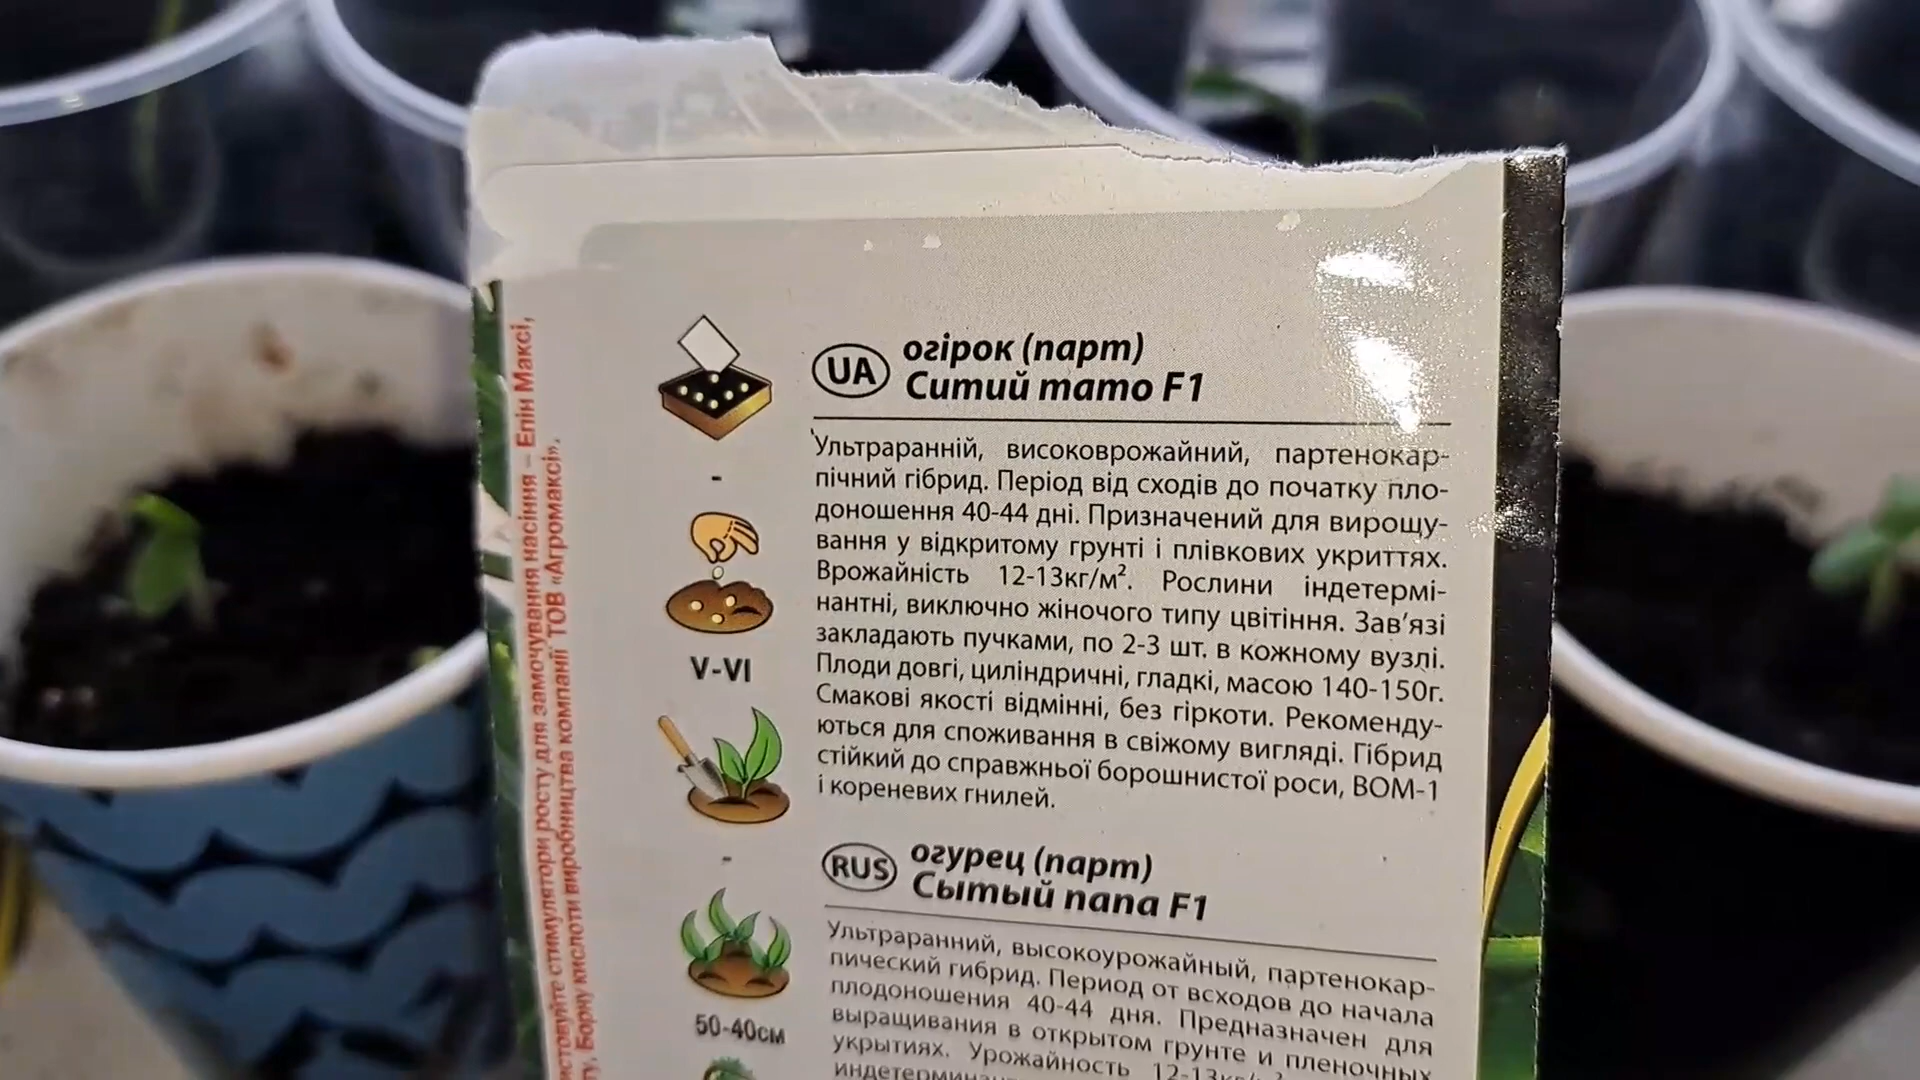 огірок (парт)
UA
Ситий тато F1
Ультраранній, високоврожайний, партенокар-
пічний гібрид. Період від сходів до початку пло-
доношення 40-44 дні. Призначений для вирощу-
вання у відкритому грунті і плівкових укриттях.
Врожайність 12-13кг/м². Рослини індетермі-
нантні, виключно жіночого типу цвітіння. Зав'язі
закладають пучками, по 2-3 шт. в кожному вузлі.
Плоди довгі, циліндричні, гладкі, масою 140-150г.
Смакові якості відмінні, без гіркоти. Рекоменду-
ються для споживання в свіжому вигляді. Гібрид
стійкий до справжньої борошнистої роси, ВОМ-1
і кореневих гнилей.
огурец (парт)
RUS
Сытый папа F1
Ультраранний, высокоурожайный, партенокар-
пический гибрид. Период от всходов до начала
плодоношения 40-44 дня. Предназначен для
выращивания в открытом грунте и пленочных
укрытиях. Урожайность 12-13кг/м²
-
V-VI
-
50-40см
стимулятори росту для замочування насіння – Епін Максі,
Борну кислоти виробництва компанії ТОВ «Агромаксі».